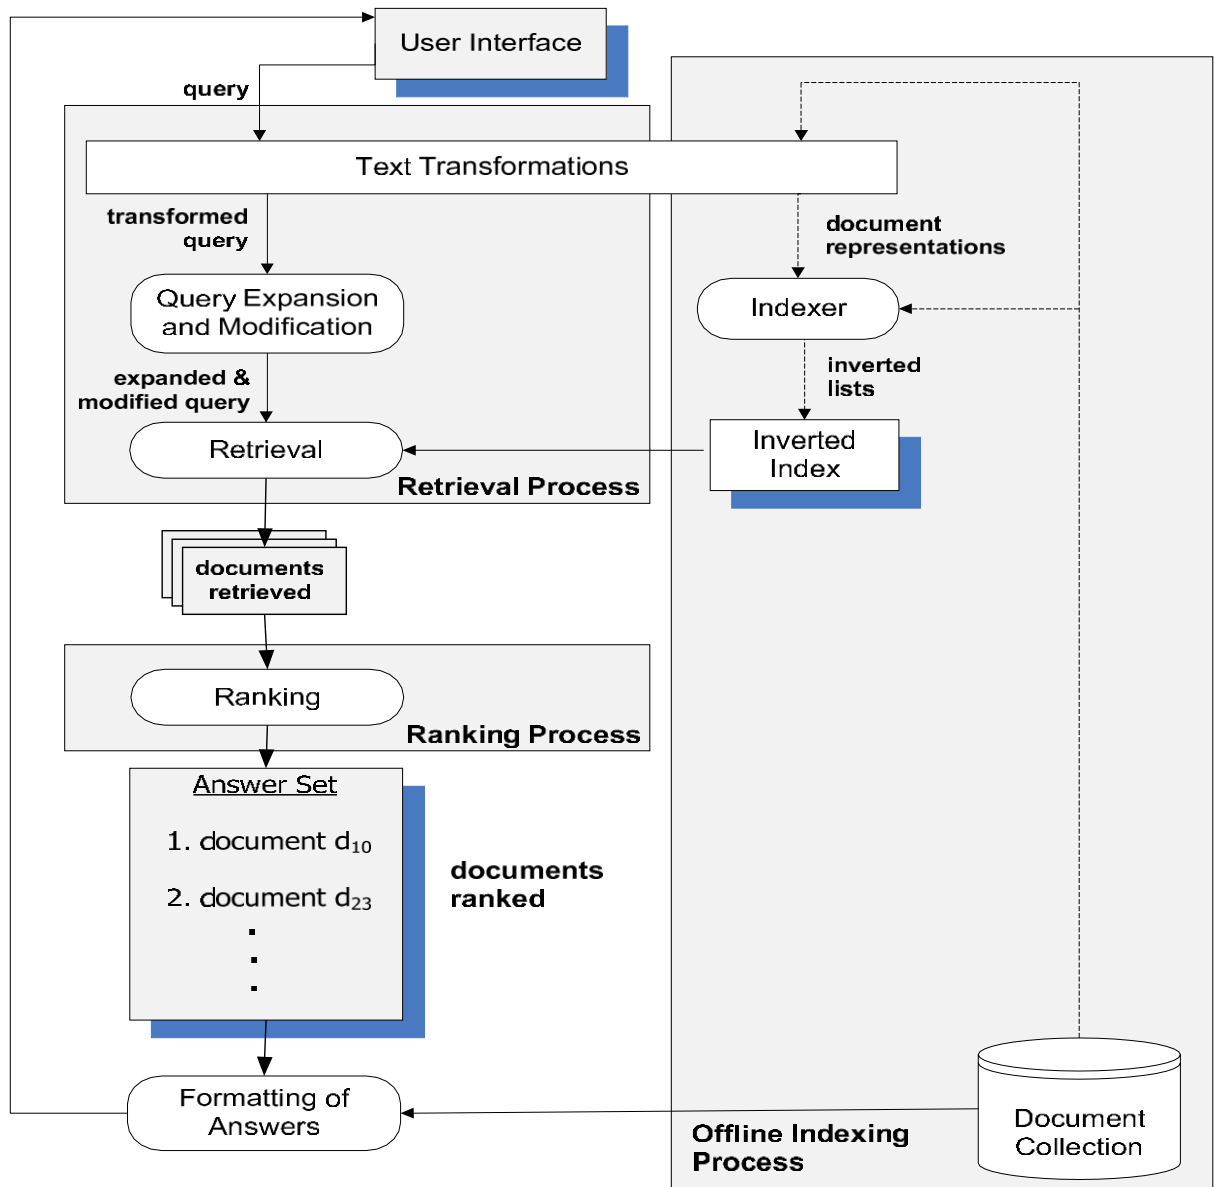 User Interface
query
Text Transformations
transformed
query
document
representations
Query Expansion
and Modification
Indexer
expanded &
modified query
inverted
lists
Retrieval
Inverted
Index
Retrieval Process
documents
retrieved
Ranking
Ranking Process
Answer Set
1. document d10
2. document d23
.
.
.
documents
ranked
Formatting of
Answers
Document
Collection
Offline Indexing
Process